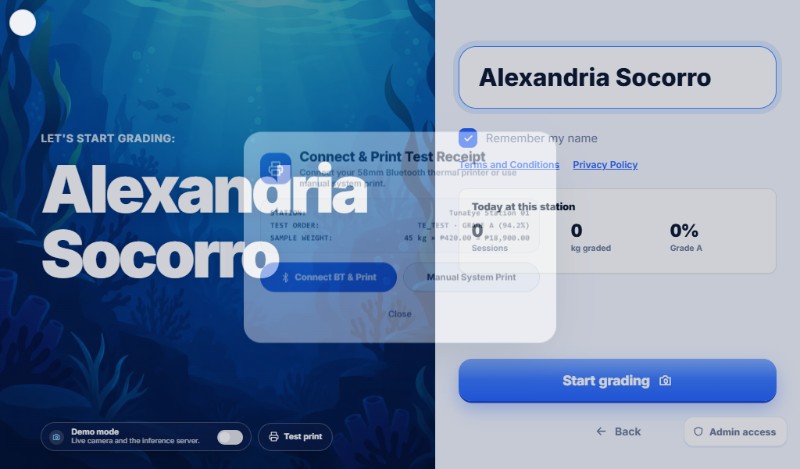 LET'S START GRADING:
Alexandria
Socorro
Demo mode
Live camera and the inference server.
Test print
Connect & Print Test Receipt
Connect your 58mm Bluetooth thermal printer or use
manual system print.
STATION: TunaEye Station 01
TEST ORDER: TE_TEST · GRADE A (94.2%)
SAMPLE WEIGHT: 45 kg × ₱420.00 = ₱18,900.00
Connect BT & Print
Manual System Print
Close
Alexandria Socorro
Remember my name
Terms and Conditions Privacy Policy
Today at this station
0 0 0%
Sessions kg graded Grade A
Start grading
Back
Admin access